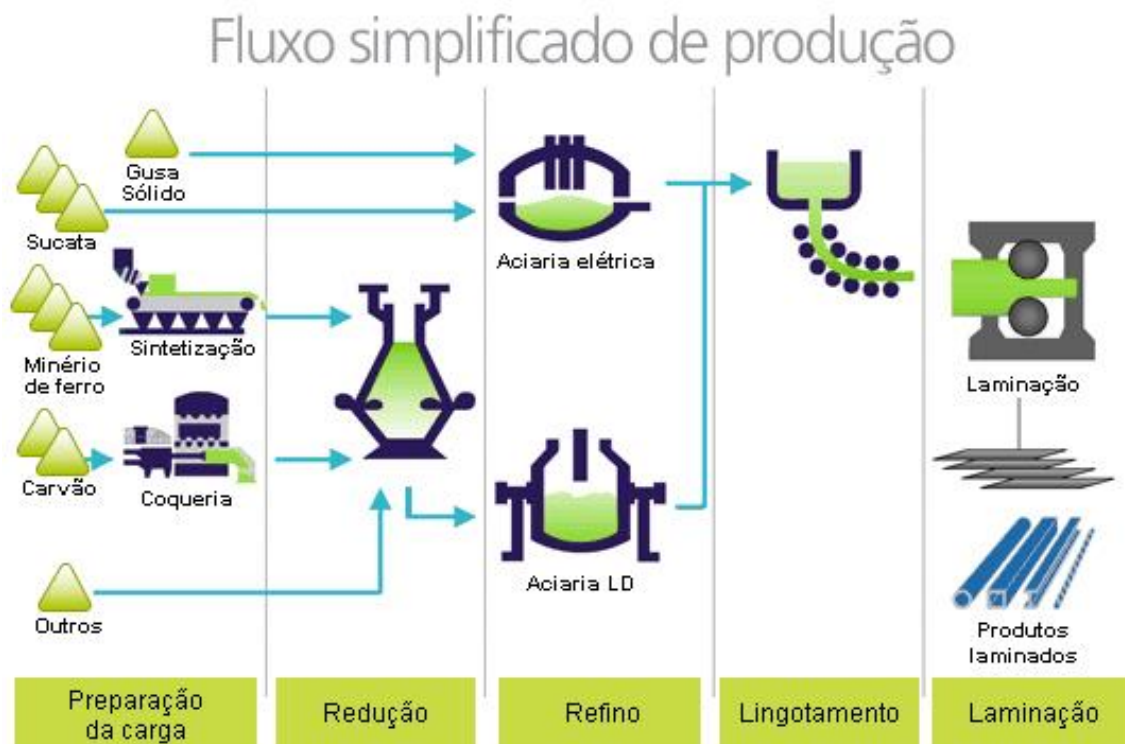 Fluxo simplificado de produção
Gusa
Sólido
Sucata
Aciaria elétrica
Minério
de ferro
Sintetização
Laminação
Carvão
Coqueria
Aciaria LD
Outros
Produtos
laminados
Preparação
da carga
Redução
Refino
Lingotamento
Laminação